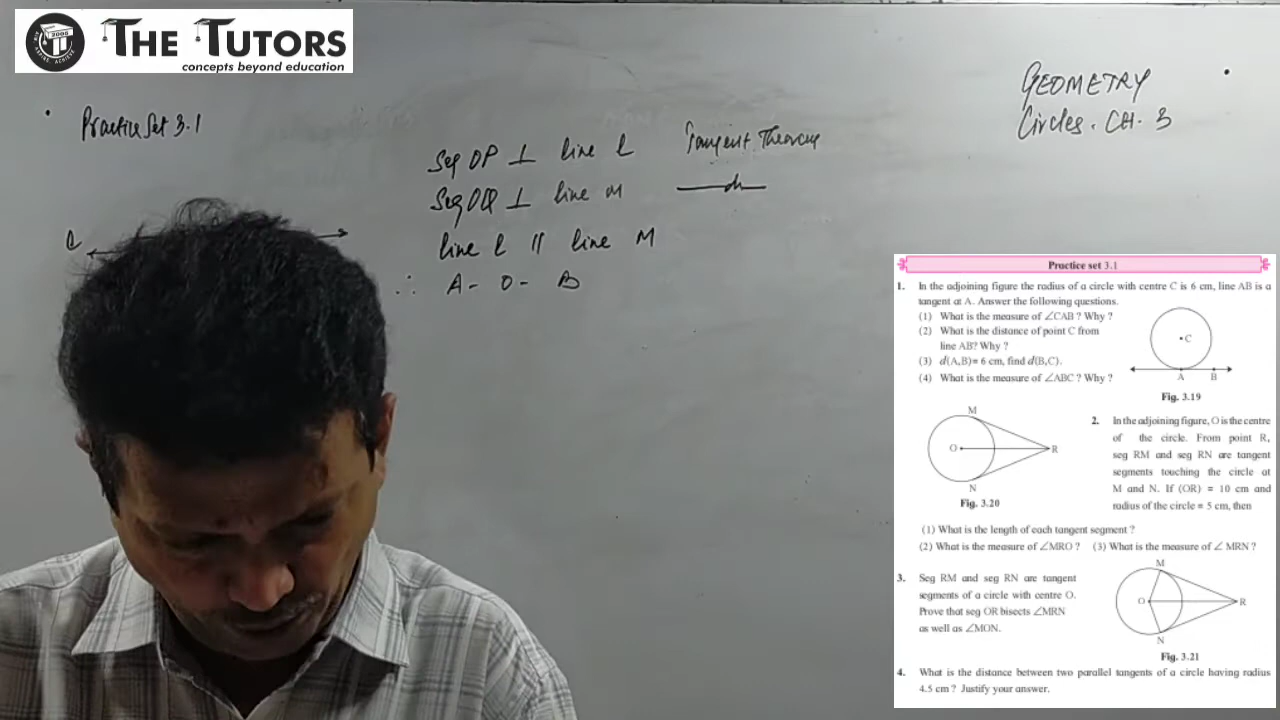 THE TUTORS
concepts beyond education
GEOMETRY
Circles. CH. 3
Practice Set 3.1
Seg OP ⊥ line l Tangent Theorem
Seg OQ ⊥ line M
line l || line M
∴ A - O - B
l
Practice set 3.1
1. In the adjoining figure the radius of a circle with centre C is 6 cm, line AB is a
tangent at A. Answer the following questions.
(1) What is the measure of ∠CAB ? Why ?
(2) What is the distance of point C from
line AB? Why ?
(3) d(A,B)= 6 cm, find d(B,C).
(4) What is the measure of ∠ABC ? Why ?
C
A B
Fig. 3.19
M
O R
N
Fig. 3.20
2. In the adjoining figure, O is the centre
of the circle. From point R,
seg RM and seg RN are tangent
segments touching the circle at
M and N. If (OR) = 10 cm and
radius of the circle = 5 cm, then
(1) What is the length of each tangent segment ?
(2) What is the measure of ∠MRO ? (3) What is the measure of ∠ MRN ?
3. Seg RM and seg RN are tangent
segments of a circle with centre O.
Prove that seg OR bisects ∠MRN
as well as ∠MON.
M
O R
N
Fig. 3.21
4. What is the distance between two parallel tangents of a circle having radius
4.5 cm ? Justify your answer.